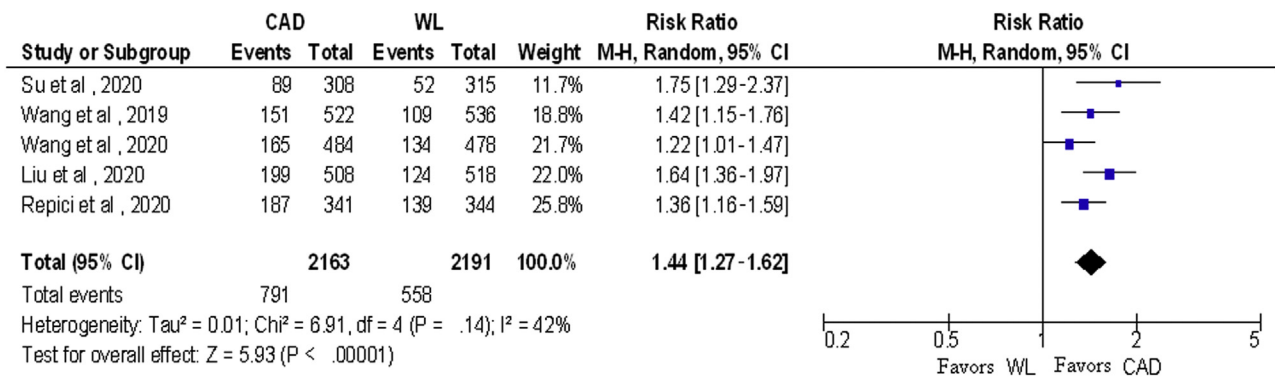 CAD WL Risk Ratio Risk Ratio
Study or Subgroup Events Total Events Total Weight M-H, Random, 95% CI M-H, Random, 95% CI
Su et al , 2020 89 308 52 315 11.7% 1.75 [1.29-2.37]
Wang et al , 2019 151 522 109 536 18.8% 1.42 [1.15-1.76]
Wang et al , 2020 165 484 134 478 21.7% 1.22 [1.01-1.47]
Liu et al , 2020 199 508 124 518 22.0% 1.64 [1.36-1.97]
Repici et al , 2020 187 341 139 344 25.8% 1.36 [1.16-1.59]
Total (95% CI) 2163 2191 100.0% 1.44 [1.27-1.62]
Total events 791 558
Heterogeneity: Tau² = 0.01; Chi² = 6.91, df = 4 (P = .14); I² = 42%
Test for overall effect: Z = 5.93 (P < .00001)
0.2 0.5 1 2 5
Favors WL Favors CAD